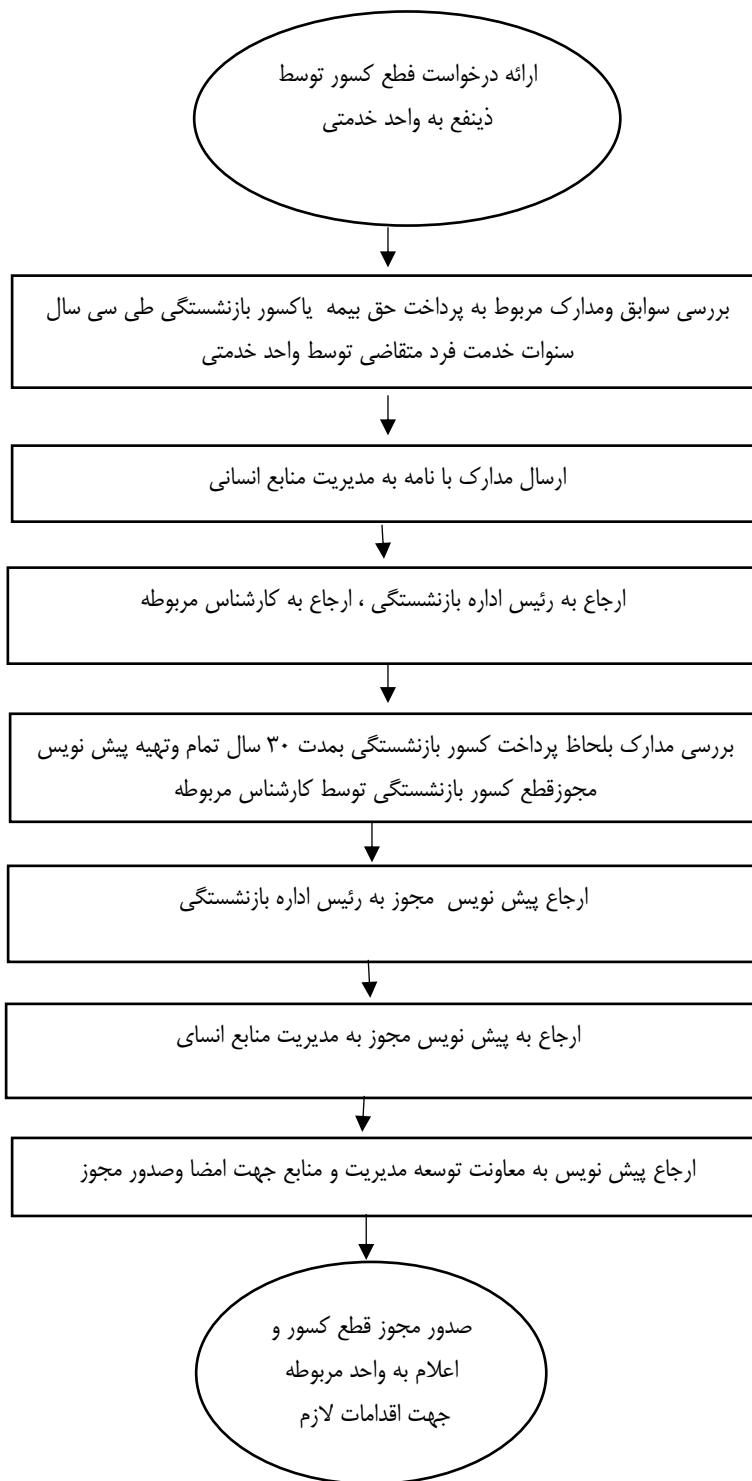 ارائه درخواست فطع کسور توسط
ذینفع به واحد خدمتی
بررسی سوابق ومدارک مربوط به پرداخت حق بیمه یاکسور بازنشستگی طی سی سال
سنوات خدمت فرد متقاضی توسط واحد خدمتی
ارسال مدارک با نامه به مدیریت منابع انسانی
ارجاع به رئیس اداره بازنشستگی ، ارجاع به کارشناس مربوطه
بررسی مدارک بلحاظ پرداخت کسور بازنشستگی بمدت ۳۰ سال تمام وتهیه پیش نویس
مجوزقطع کسور بازنشستگی توسط کارشناس مربوطه
ارجاع پیش نویس مجوز به رئیس اداره بازنشستگی
ارجاع به پیش نویس مجوز به مدیریت منابع انسای
ارجاع پیش نویس به معاونت توسعه مدیریت و منابع جهت امضا وصدور مجوز
صدور مجوز قطع کسور و
اعلام به واحد مربوطه
جهت اقدامات لازم